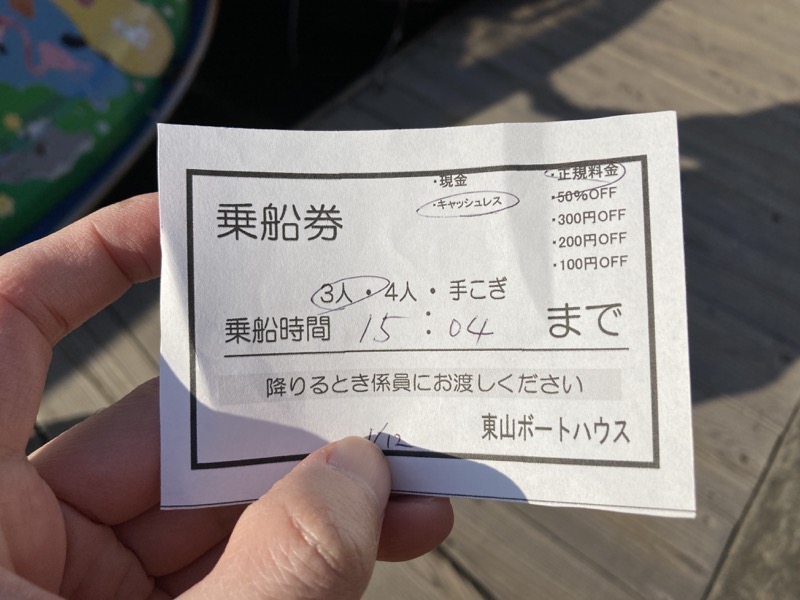 ・現金
・キャッシュレス
・正規料金
・50%OFF
・300円OFF
・200円OFF
・100円OFF
乗船券
3人・4人・手こぎ
乗船時間 15:04 まで
降りるとき係員にお渡しください
東山ボートハウス